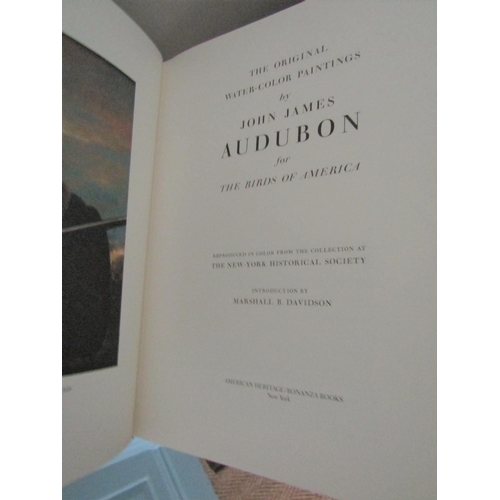 THE ORIGINAL
WATER-COLOR PAINTINGS
by
JOHN JAMES
AUDUBON
for
THE BIRDS OF AMERICA
REPRODUCED IN COLOR FROM THE COLLECTION AT
THE NEW-YORK HISTORICAL SOCIETY
INTRODUCTION BY
MARSHALL B. DAVIDSON
AMERICAN HERITAGE/BONANZA BOOKS
New York